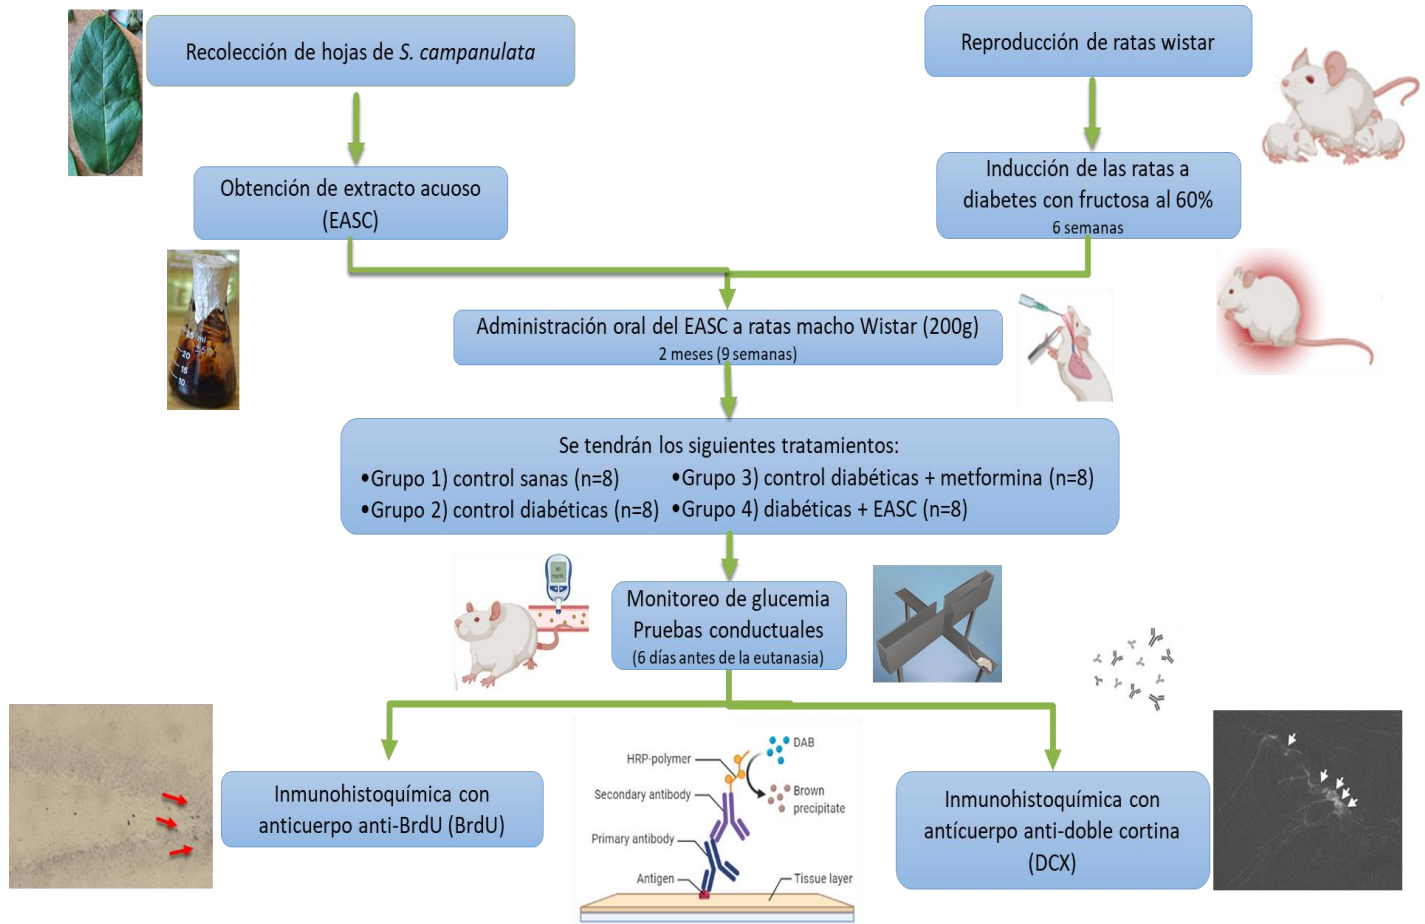 Recolección de hojas de S. campanulata
Reproducción de ratas wistar
Obtención de extracto acuoso
(EASC)
Inducción de las ratas a
diabetes con fructosa al 60%
6 semanas
Administración oral del EASC a ratas macho Wistar (200g)
2 meses (9 semanas)
Se tendrán los siguientes tratamientos:
•Grupo 1) control sanas (n=8)
•Grupo 2) control diabéticas (n=8)
•Grupo 3) control diabéticas + metformina (n=8)
•Grupo 4) diabéticas + EASC (n=8)
Monitoreo de glucemia
Pruebas conductuales
(6 días antes de la eutanasia)
Inmunohistoquímica con
anticuerpo anti-BrdU (BrdU)
DAB
HRP-polymer
Brown
precipitate
Secondary antibody
Primary antibody
Antigen
Tissue layer
Inmunohistoquímica con
antícuerpo anti-doble cortina
(DCX)